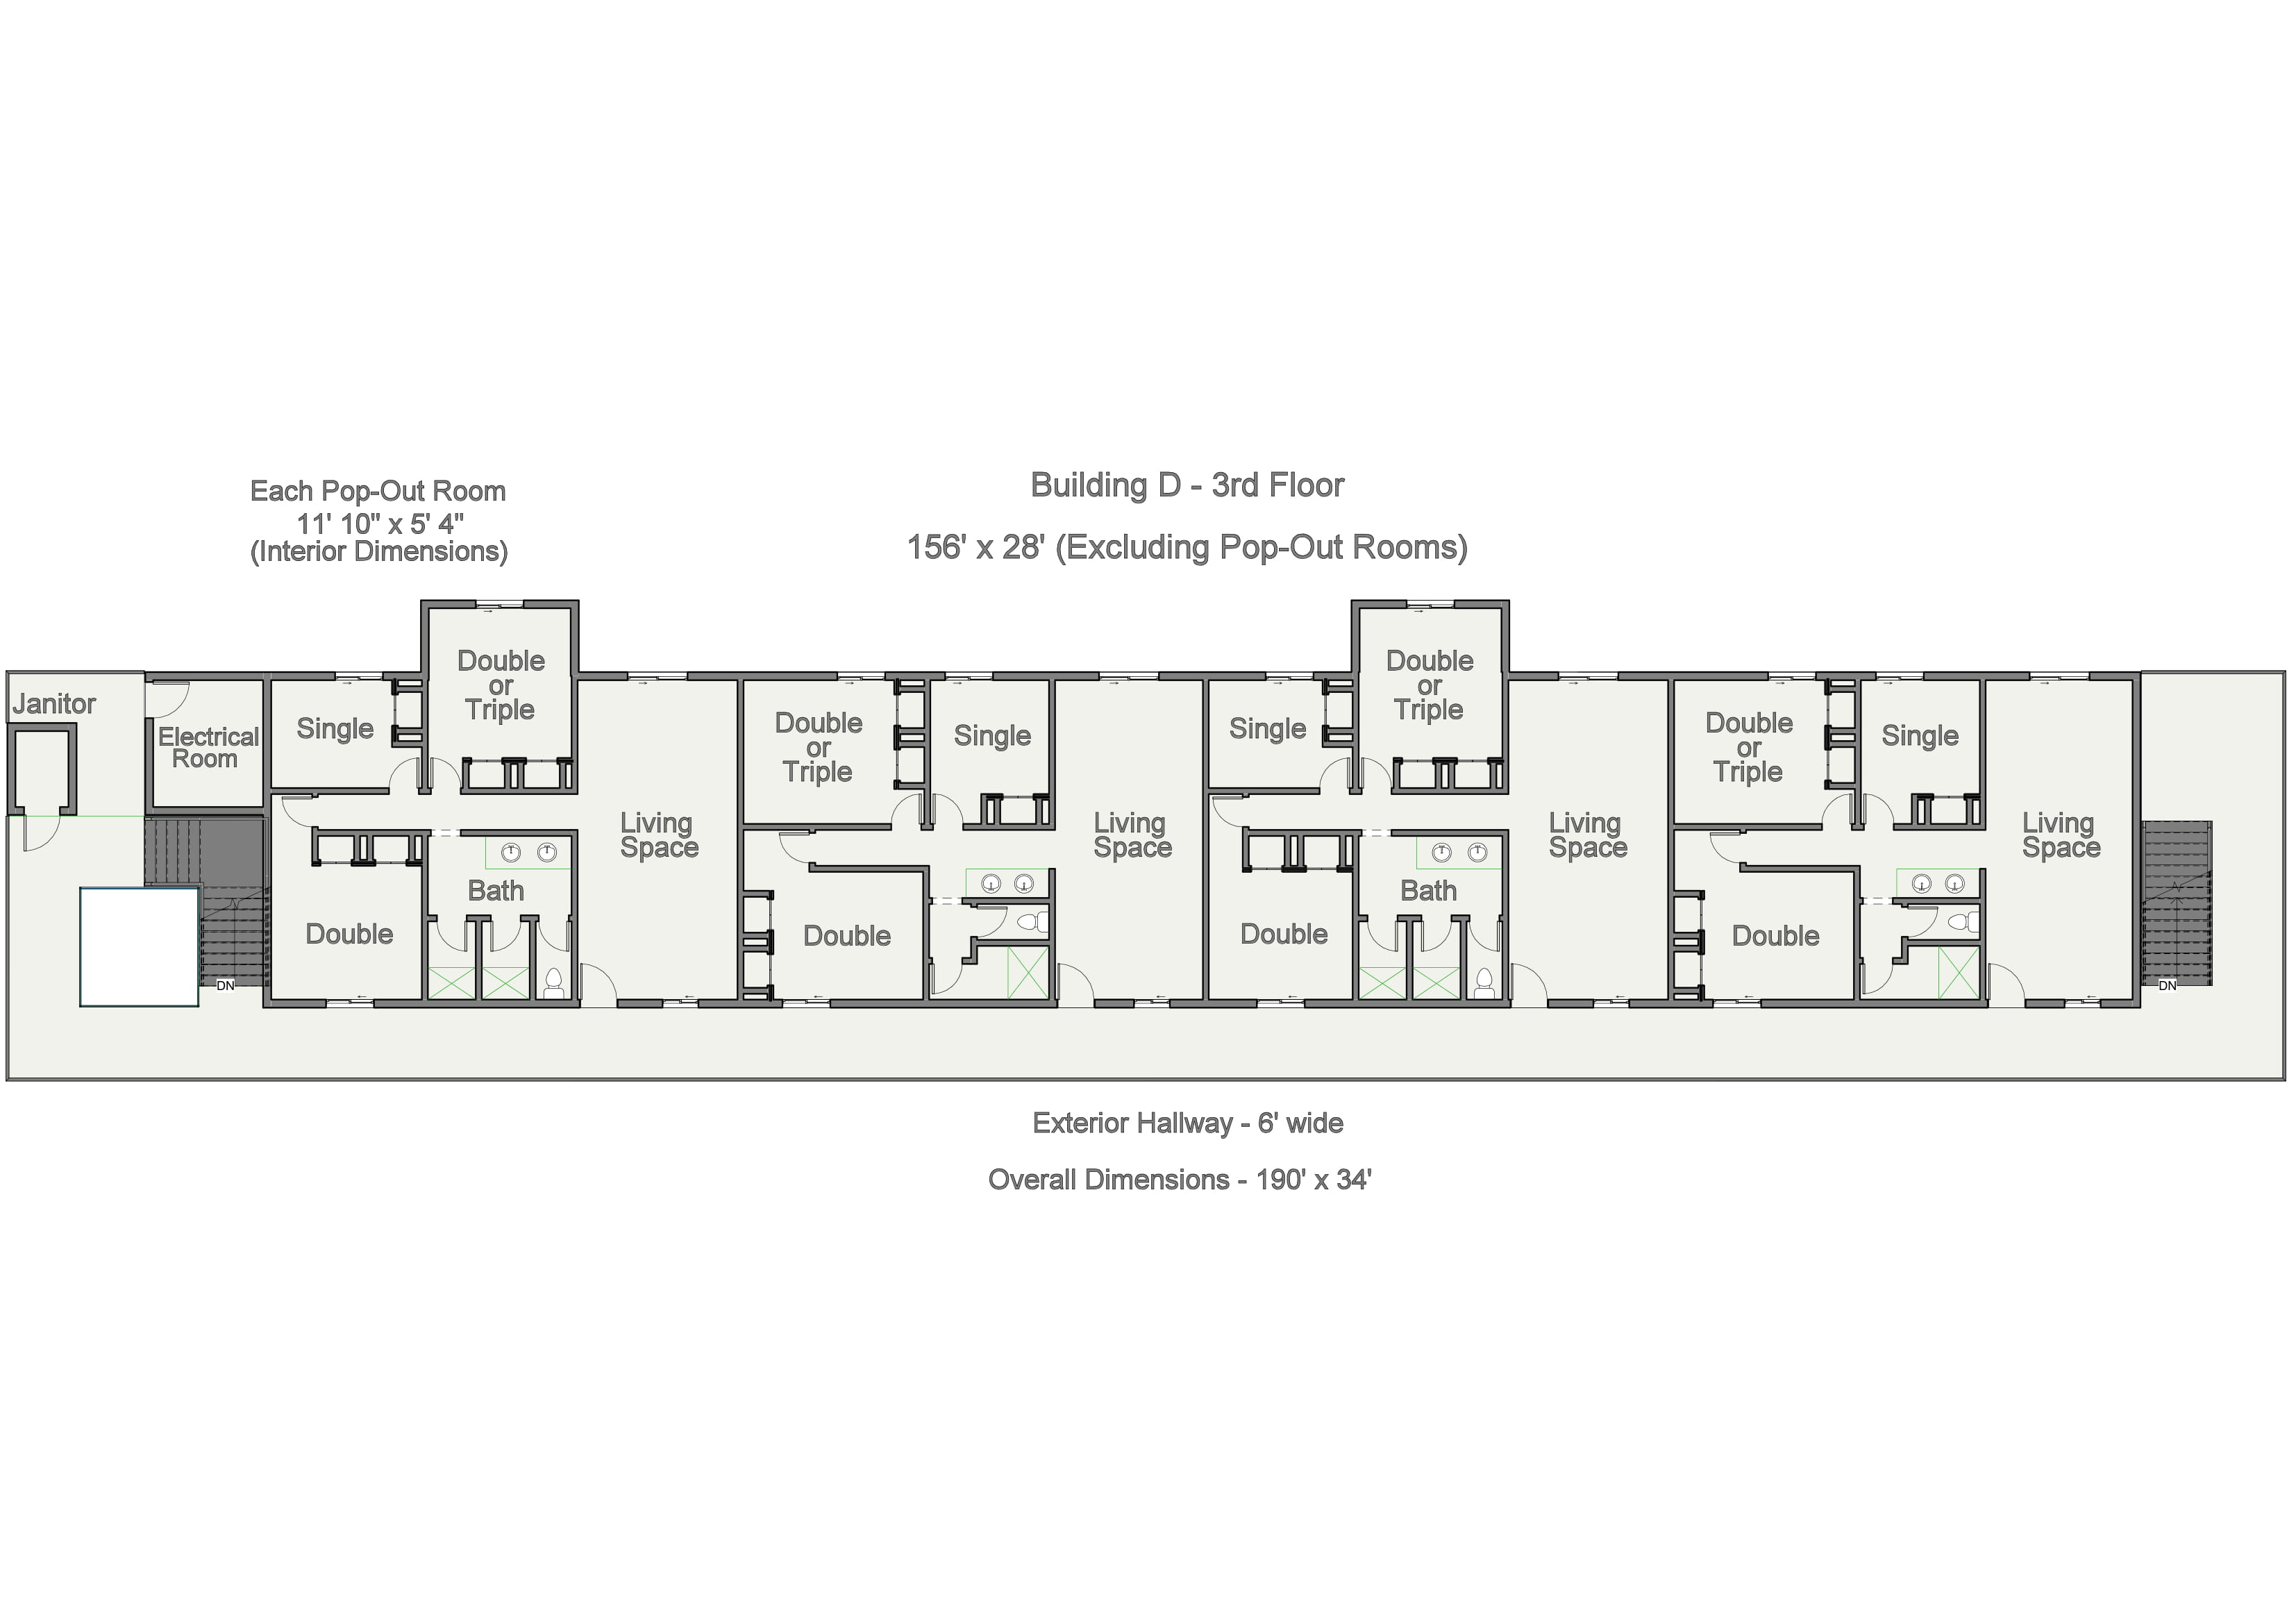 Building D - 3rd Floor
Each Pop-Out Room
11' 10" x 5' 4"
(Interior Dimensions)
156' x 28' (Excluding Pop-Out Rooms)
Janitor
Electrical
Room
Single
Double
or
Triple
Living
Space
Double
Bath
DN
Double
or
Triple
Single
Living
Space
Double
Single
Double
or
Triple
Living
Space
Double
Bath
Double
or
Triple
Single
Living
Space
Double
DN
Exterior Hallway - 6' wide
Overall Dimensions - 190' x 34'